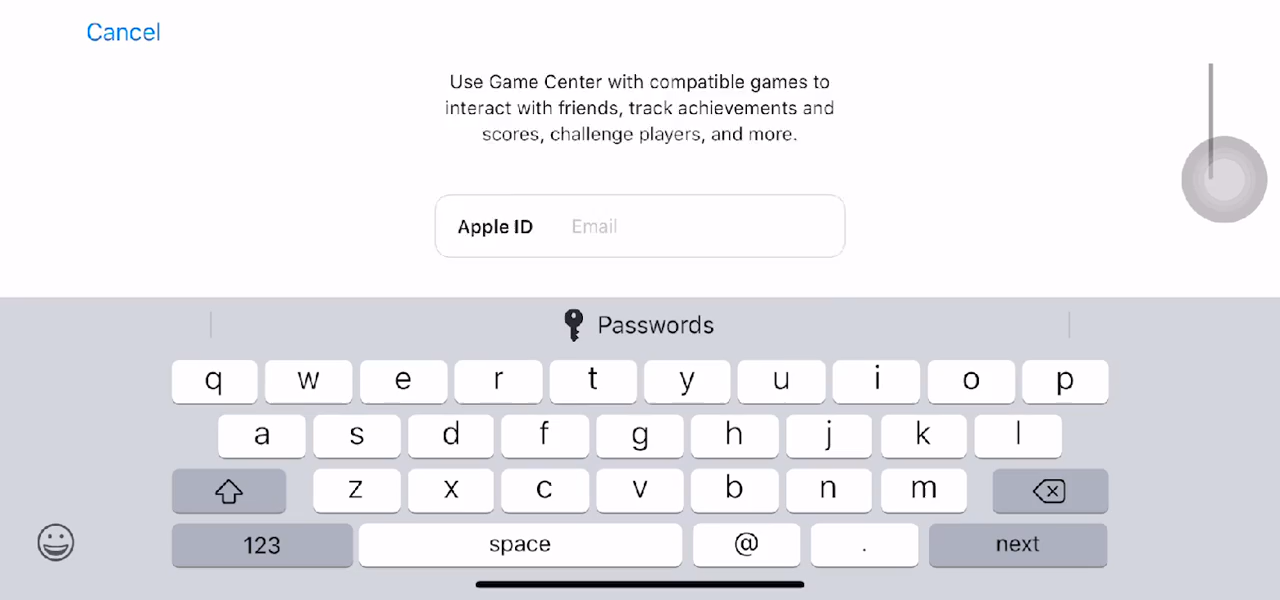 Cancel
Use Game Center with compatible games to
interact with friends, track achievements and
scores, challenge players, and more.
Apple ID Email
Passwords
q w e r t y u i o p
a s d f g h j k l
z x c v b n m
123 space @ . next